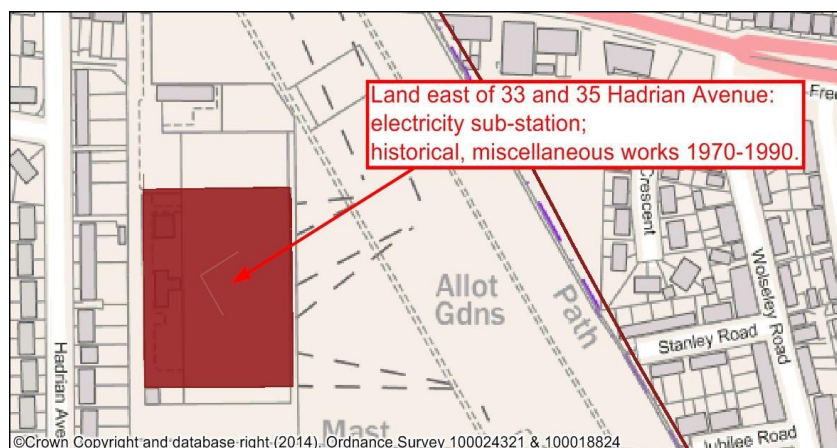 Land east of 33 and 35 Hadrian Avenue:
electricity sub-station;
historical, miscellaneous works 1970-1990.
Free
Crescent
Wolseley Road
Allot
Gdns
Path
Stanley Road
Hadrian Ave
Mast
Jubilee Road
©Crown Copyright and database right (2014). Ordnance Survey 100024321 & 100018824